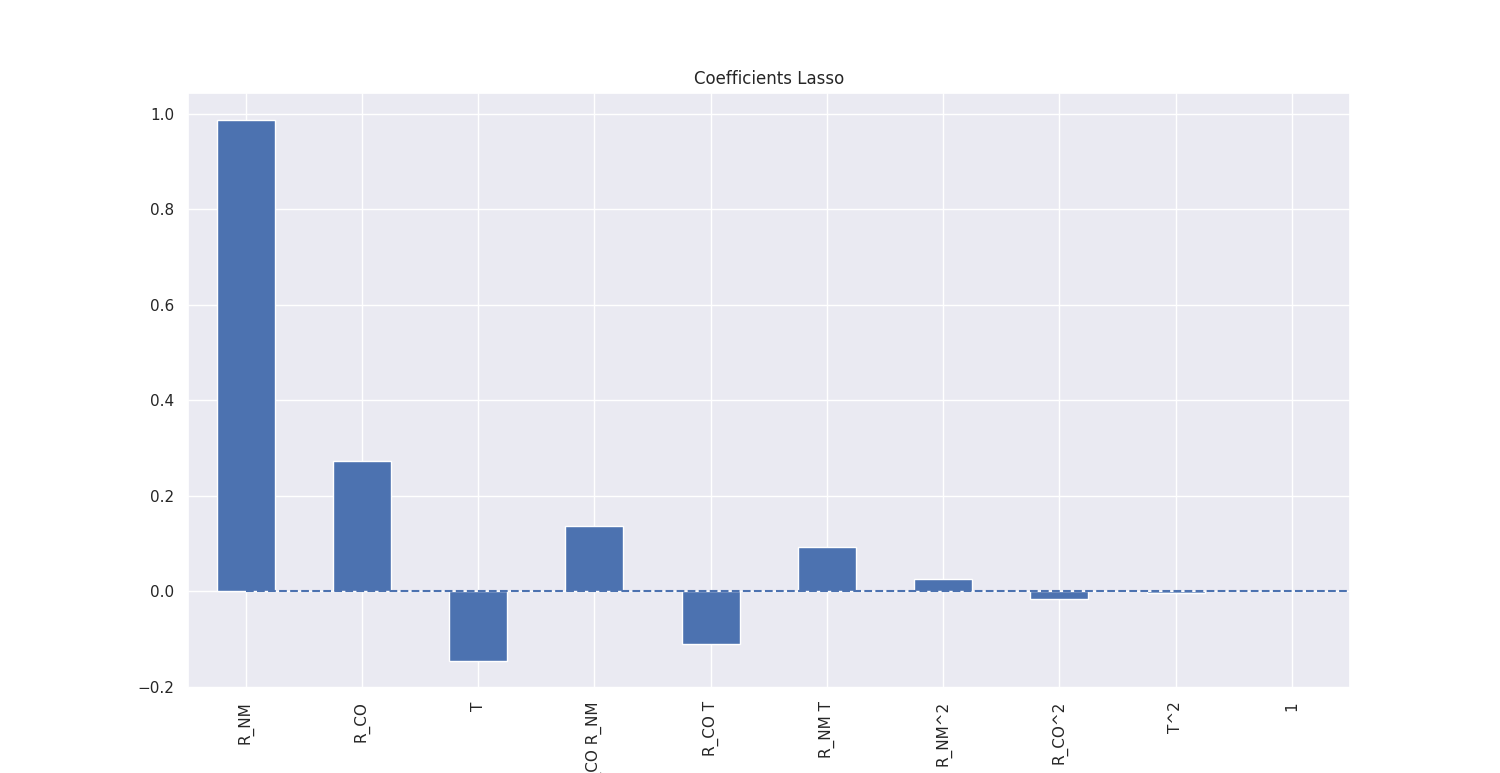 Coefficients Lasso
1.0
0.8
0.6
0.4
0.2
0.0
−0.2
R_NM
R_CO
T
CO R_NM
R_CO T
R_NM T
R_NM^2
R_CO^2
T^2
1